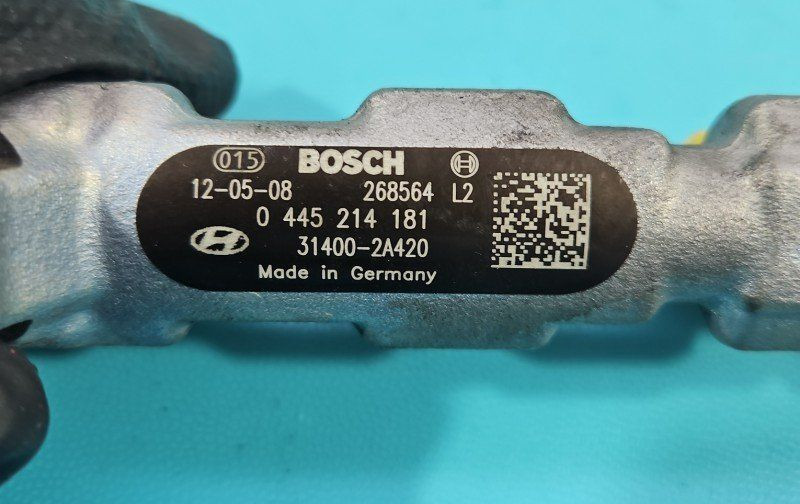 015 BOSCH
12-05-08 268564 L2
0 445 214 181
31400-2A420
Made in Germany